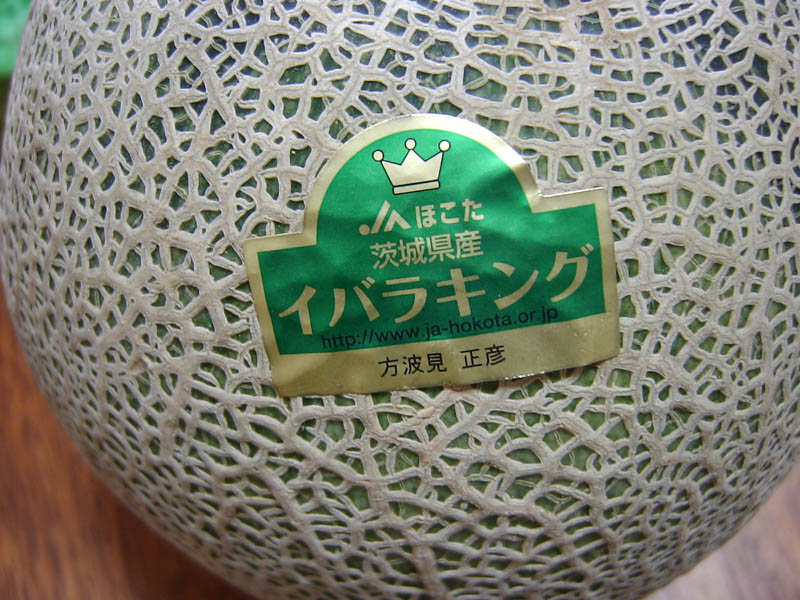 JAほこた
茨城県産
イバラキング
http://www.ja-hokota.or.jp
方波見 正彦